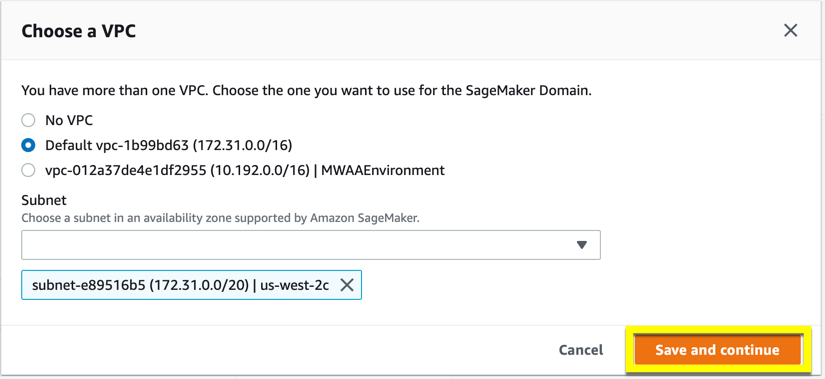 Choose a VPC
You have more than one VPC. Choose the one you want to use for the SageMaker Domain.
No VPC
Default vpc-1b99bd63 (172.31.0.0/16)
vpc-012a37de4e1df2955 (10.192.0.0/16) | MWAAEnvironment
Subnet
Choose a subnet in an availability zone supported by Amazon SageMaker.
subnet-e89516b5 (172.31.0.0/20) | us-west-2c
Cancel
Save and continue